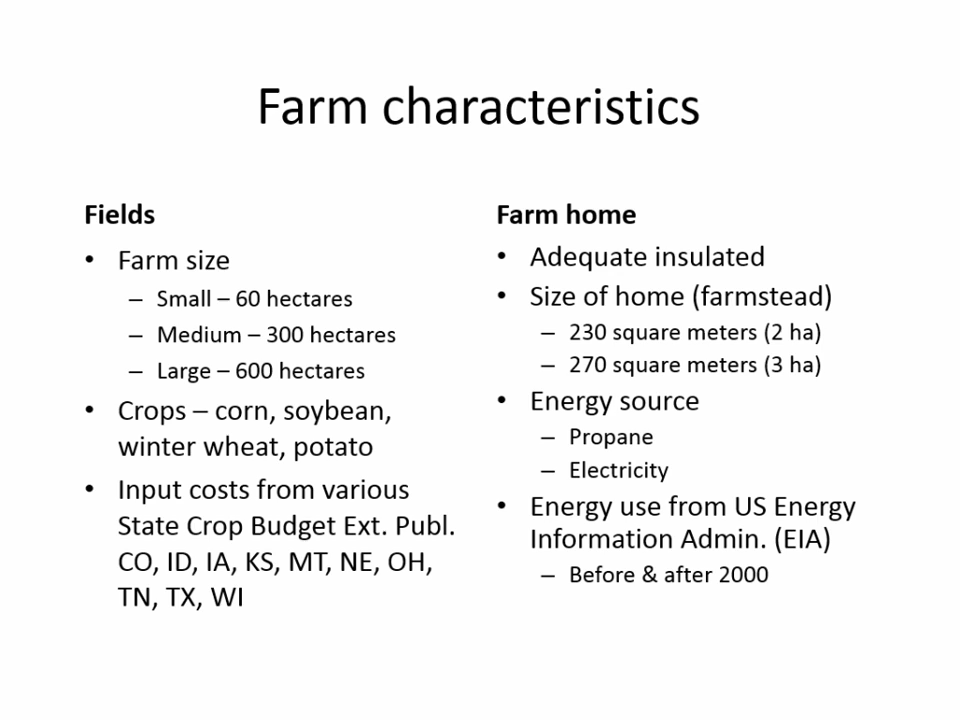 Farm characteristics
Fields
• Farm size
– Small – 60 hectares
– Medium – 300 hectares
– Large – 600 hectares
• Crops – corn, soybean,
winter wheat, potato
• Input costs from various
State Crop Budget Ext. Publ.
CO, ID, IA, KS, MT, NE, OH,
TN, TX, WI
Farm home
• Adequate insulated
• Size of home (farmstead)
– 230 square meters (2 ha)
– 270 square meters (3 ha)
• Energy source
– Propane
– Electricity
• Energy use from US Energy
Information Admin. (EIA)
– Before & after 2000